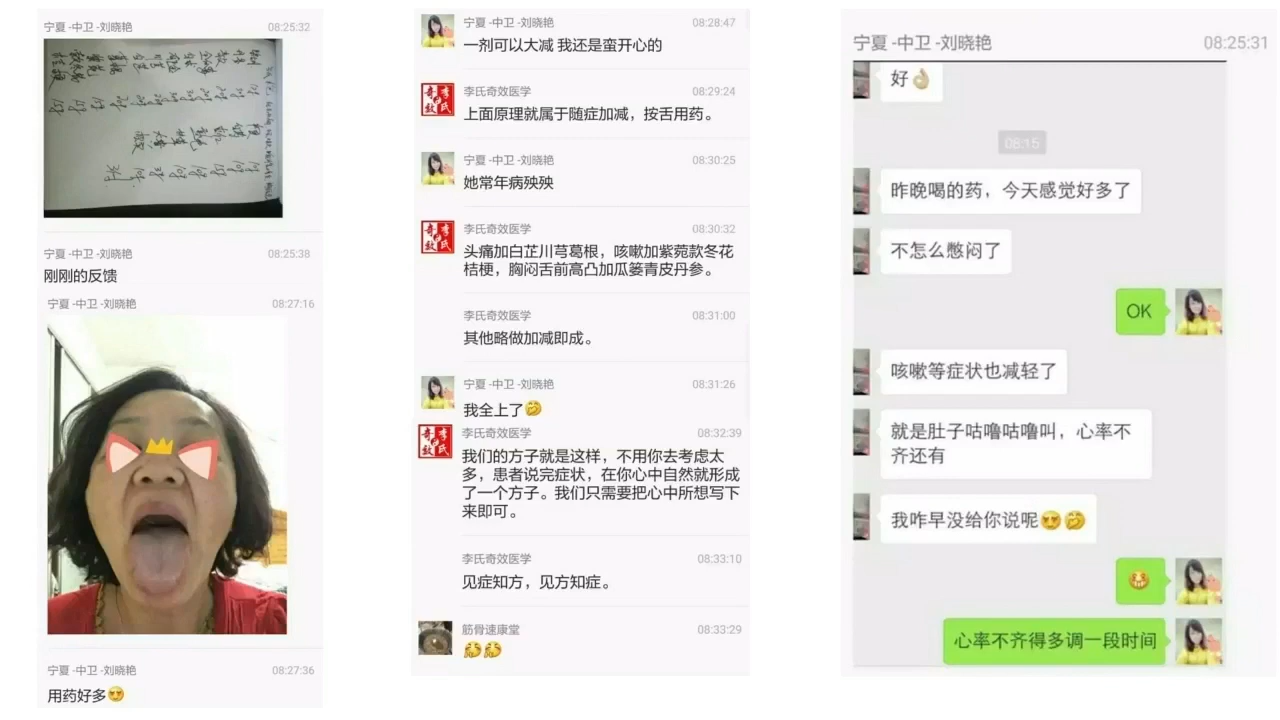 宁夏 -中卫 -刘晓艳 08:25:32
宁夏 -中卫 -刘晓艳 08:25:38
刚刚的反馈
宁夏 -中卫 -刘晓艳 08:27:16
宁夏 -中卫 -刘晓艳 08:27:36
用药好多
宁夏 -中卫 -刘晓艳 08:28:47
一剂可以大减 我还是蛮开心的
李氏奇效医学 08:29:24
上面原理就属于随症加减，按舌用药。
宁夏 -中卫 -刘晓艳 08:30:25
她常年病殃殃
李氏奇效医学 08:30:32
头痛加白芷川芎葛根，咳嗽加紫菀款冬花
桔梗，胸闷舌前高凸加瓜篓青皮丹参。
李氏奇效医学 08:31:00
其他略做加减即成。
宁夏 -中卫 -刘晓艳 08:31:26
我全上了
李氏奇效医学 08:32:39
我们的方子就是这样，不用你去考虑太
多，患者说完症状，在你心中自然就形成
了一个方子。我们只需要把心中所想写下
来即可。
李氏奇效医学 08:33:10
见症知方，见方知症。
筋骨速康堂 08:33:29
宁夏 -中卫 -刘晓艳 08:25:31
好
08:15
昨晚喝的药，今天感觉好多了
不怎么憋闷了
OK
咳嗽等症状也减轻了
就是肚子咕噜咕噜叫，心率不
齐还有
我咋早没给你说呢
心率不齐得多调一段时间